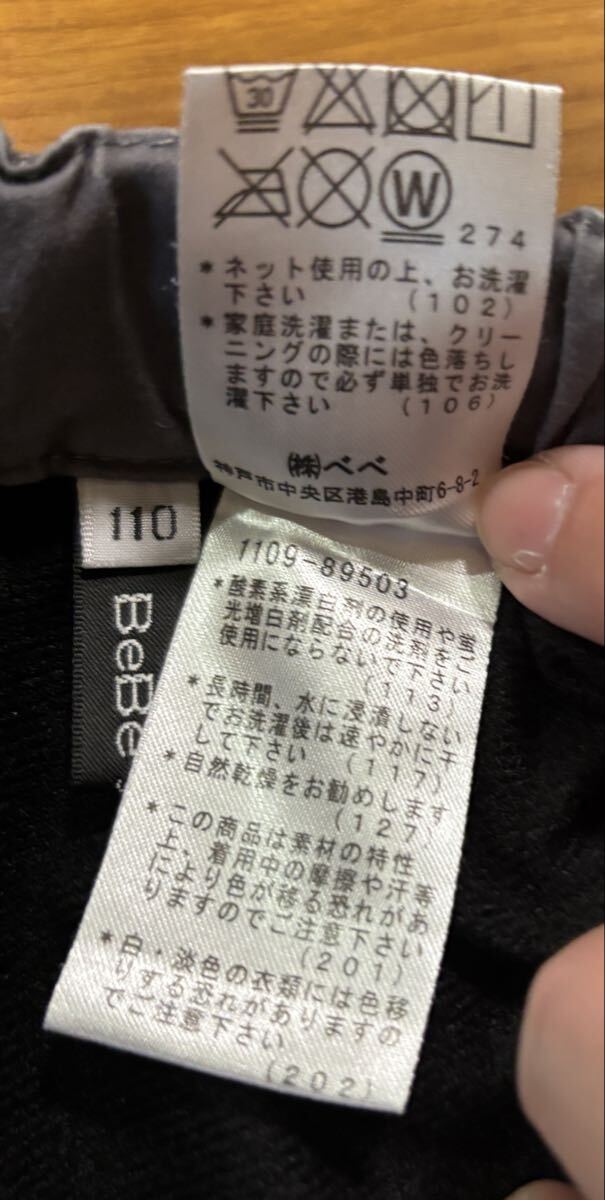 30
W
274
* ネット使用の上、お洗濯
下さい (102)
* 家庭洗濯または、クリー
ニングの際には色落ちし
ますので必ず単独でお洗
濯下さい (106)
㈱べべ
神戸市中央区港島中町6-8-2
110
BeBe
1109-89503
* 酸素系漂白剤の使用や蛍
光増白剤配合の洗剤をご
使用にならないで下さい
(113)
* 長時間、水に浸漬しない
でお洗濯後は速やかに干
して下さい (117)
* 自然乾燥をお勧めします
(127)
* この商品は素材の特性
上、着用中の摩擦や汗等
により色が移る恐れがあ
りますのでご注意下さい
(201)
* 白・淡色の衣類には色移
りする恐れがありますの
でご注意下さい
(202)